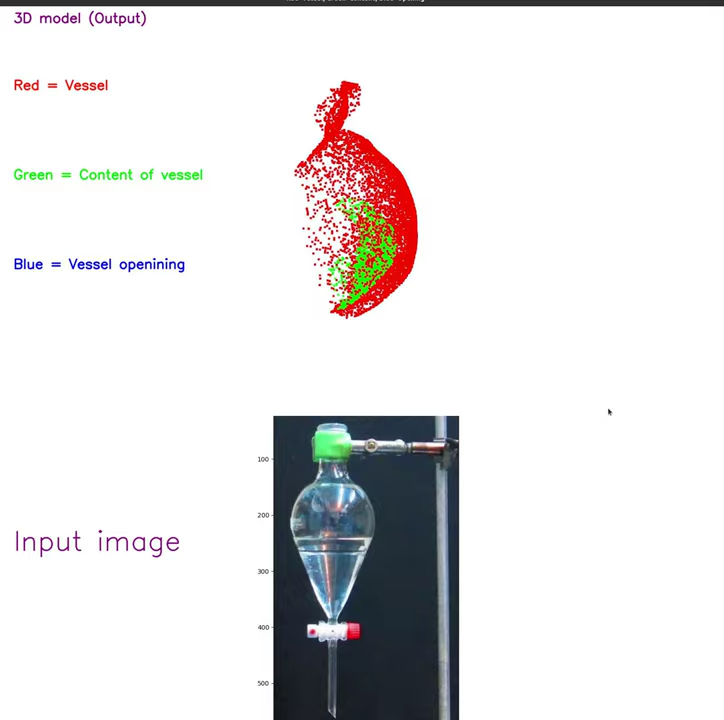 3D model (Output)
Red = Vessel
Green = Content of vessel
Blue = Vessel openining
Input image
100
200
300
400
500